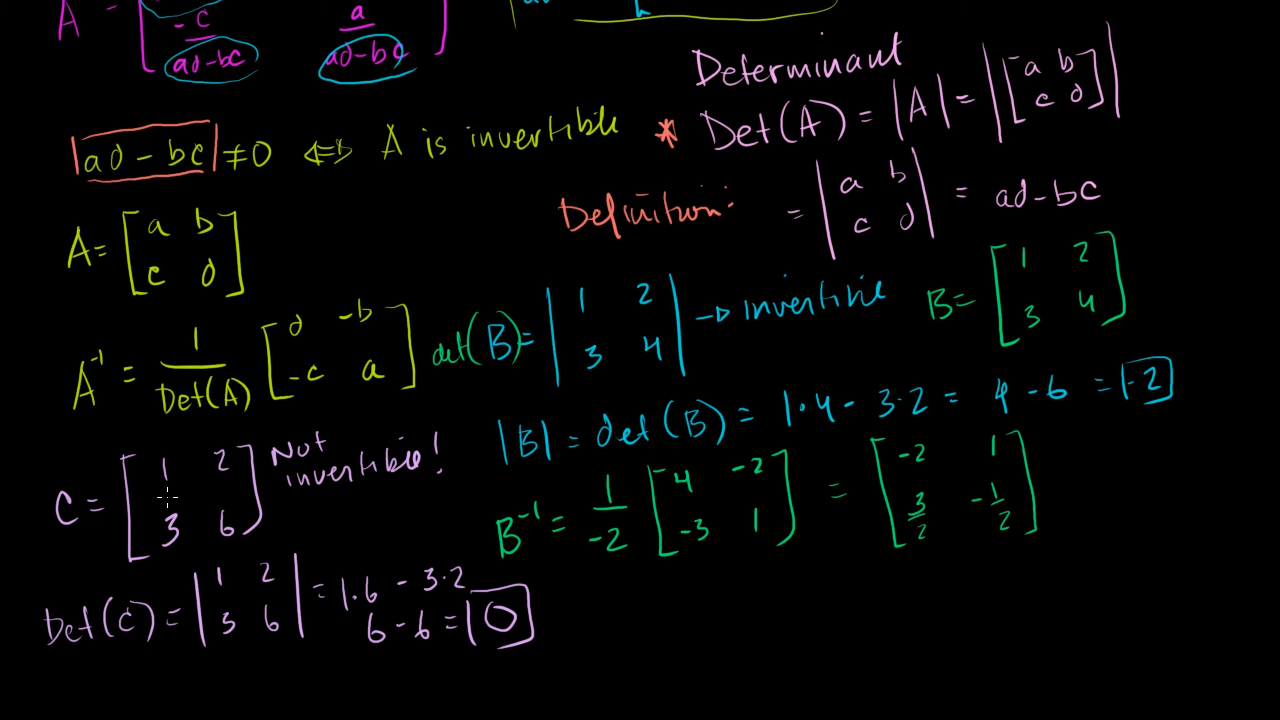 A = [ -c/ad-bc a/ad-bc ]
Determinant
Det(A) = |A| = |[a b
c d]|
|ad - bc| ≠ 0 ⇔ A is invertible *
Definition:
= |a b
c d| = ad - bc
A = [a b
c d]
A⁻¹ = 1/Det(A) [d -b
-c a]
det(B) = |1 2
3 4| → invertible
B = [1 2
3 4]
|B| = det(B) = 1·4 - 3·2 = 4 - 6 = -2
B⁻¹ = 1/-2 [4 -2
-3 1] = [-2 1
3/2 -1/2]
C = [1 2
3 6]
Not
invertible!
Det(C) = |1 2
3 6| = 1·6 - 3·2
6 - 6 = 0